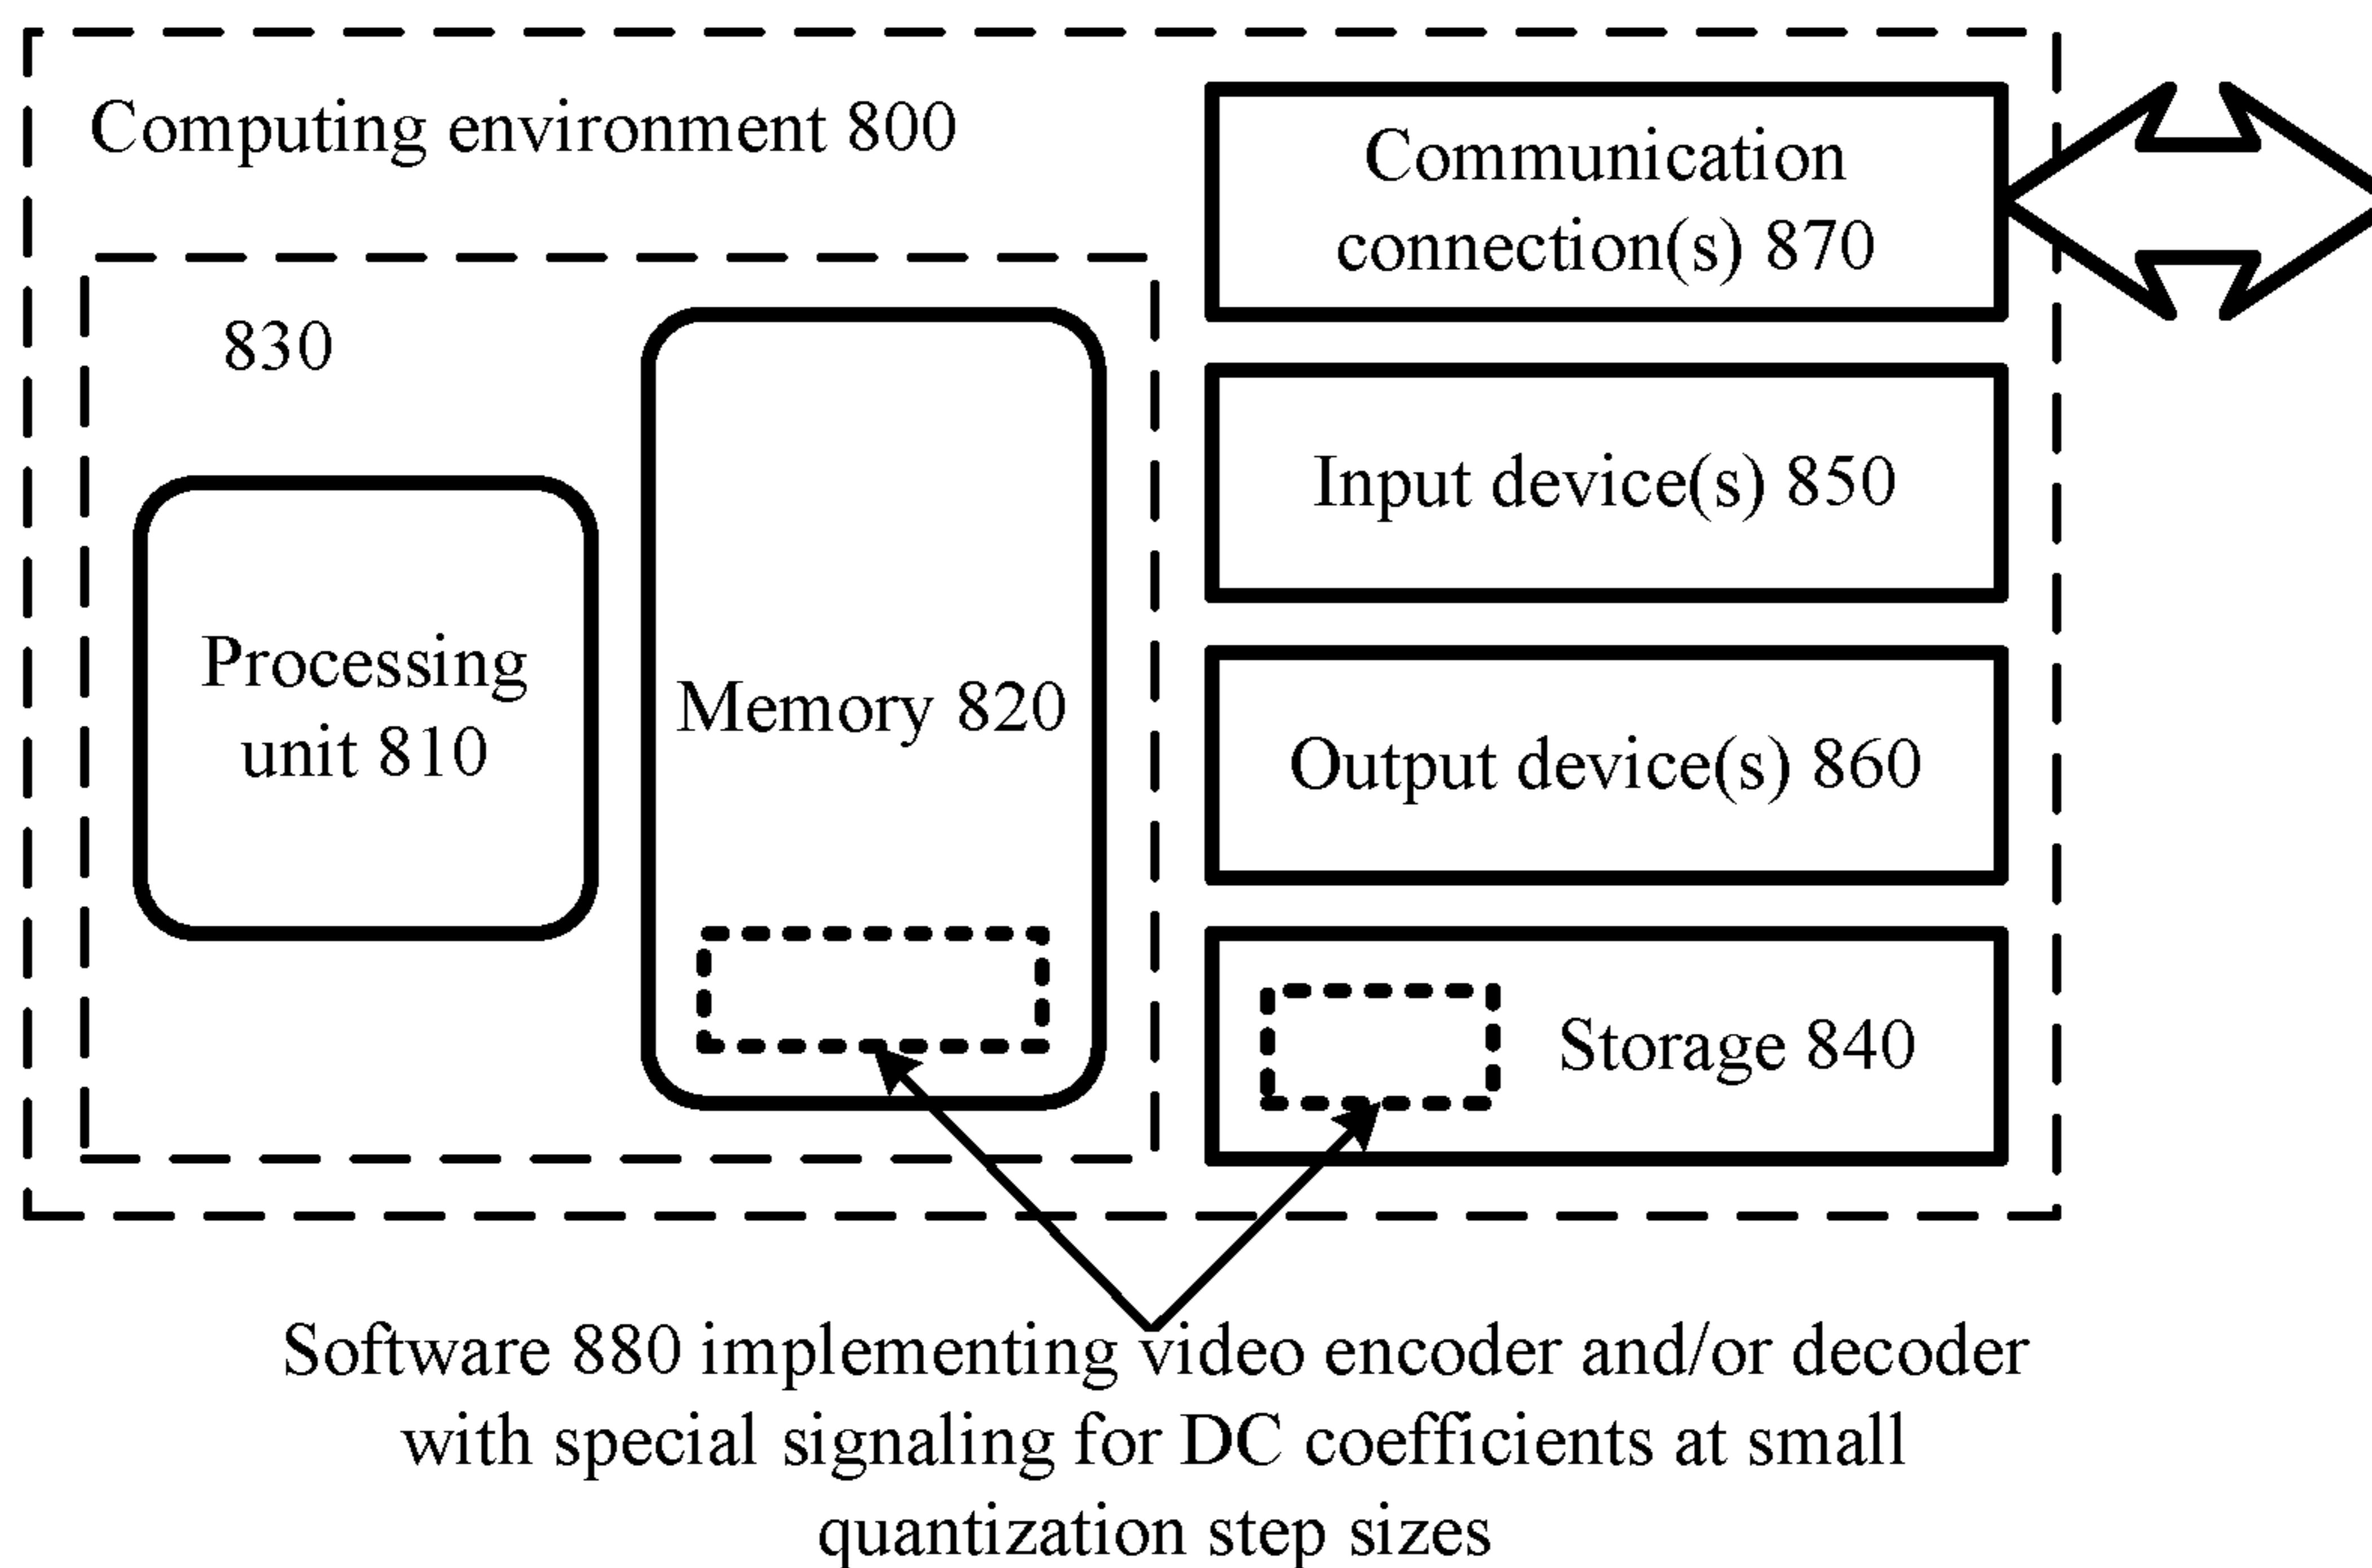 Computing environment 800
Communication
connection(s) 870
830
Input device(s) 850
Processing
unit 810
Memory 820
Output device(s) 860
Storage 840
Software 880 implementing video encoder and/or decoder
with special signaling for DC coefficients at small
quantization step sizes